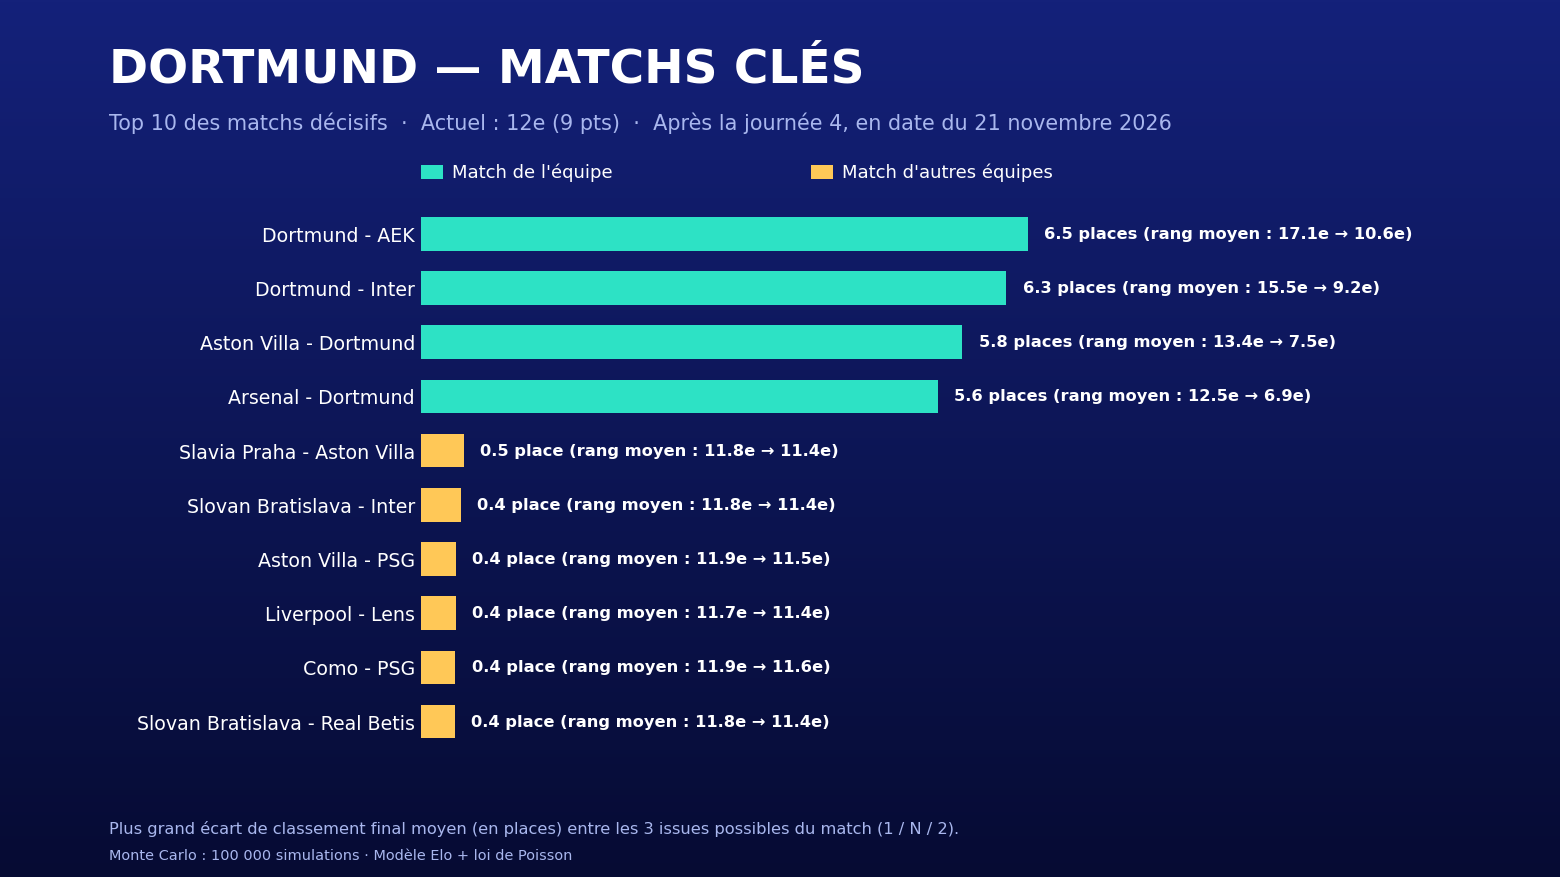 DORTMUND — MATCHS CLÉS
Top 10 des matchs décisifs · Actuel : 12e (9 pts) · Après la journée 4, en date du 21 novembre 2026
Match de l'équipe
Match d'autres équipes
Dortmund - AEK 6.5 places (rang moyen : 17.1e → 10.6e)
Dortmund - Inter 6.3 places (rang moyen : 15.5e → 9.2e)
Aston Villa - Dortmund 5.8 places (rang moyen : 13.4e → 7.5e)
Arsenal - Dortmund 5.6 places (rang moyen : 12.5e → 6.9e)
Slavia Praha - Aston Villa 0.5 place (rang moyen : 11.8e → 11.4e)
Slovan Bratislava - Inter 0.4 place (rang moyen : 11.8e → 11.4e)
Aston Villa - PSG 0.4 place (rang moyen : 11.9e → 11.5e)
Liverpool - Lens 0.4 place (rang moyen : 11.7e → 11.4e)
Como - PSG 0.4 place (rang moyen : 11.9e → 11.6e)
Slovan Bratislava - Real Betis 0.4 place (rang moyen : 11.8e → 11.4e)
Plus grand écart de classement final moyen (en places) entre les 3 issues possibles du match (1 / N / 2).
Monte Carlo : 100 000 simulations · Modèle Elo + loi de Poisson